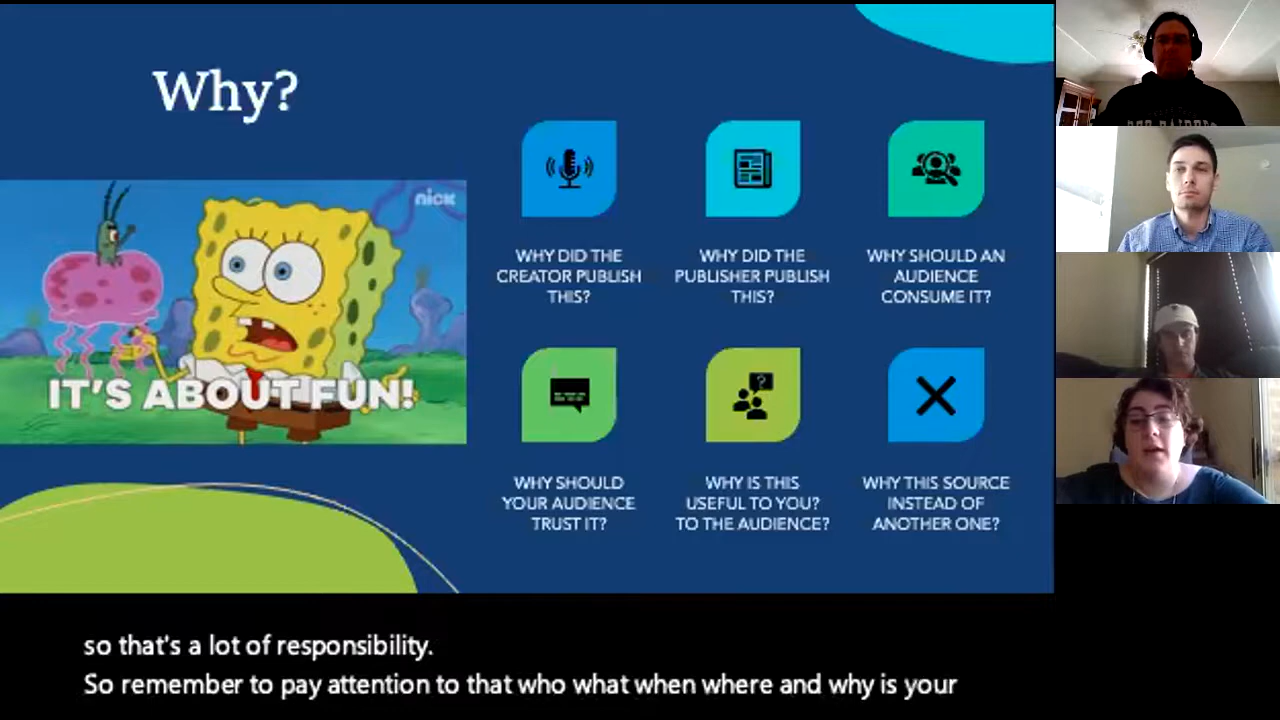 Why?
nick
IT'S ABOUT FUN!
WHY DID THE
CREATOR PUBLISH
THIS?
WHY DID THE
PUBLISHER PUBLISH
THIS?
WHY SHOULD AN
AUDIENCE
CONSUME IT?
?
WHY SHOULD
YOUR AUDIENCE
TRUST IT?
WHY IS THIS
USEFUL TO YOU?
TO THE AUDIENCE?
WHY THIS SOURCE
INSTEAD OF
ANOTHER ONE?
so that's a lot of responsibility.
So remember to pay attention to that who what when where and why is your